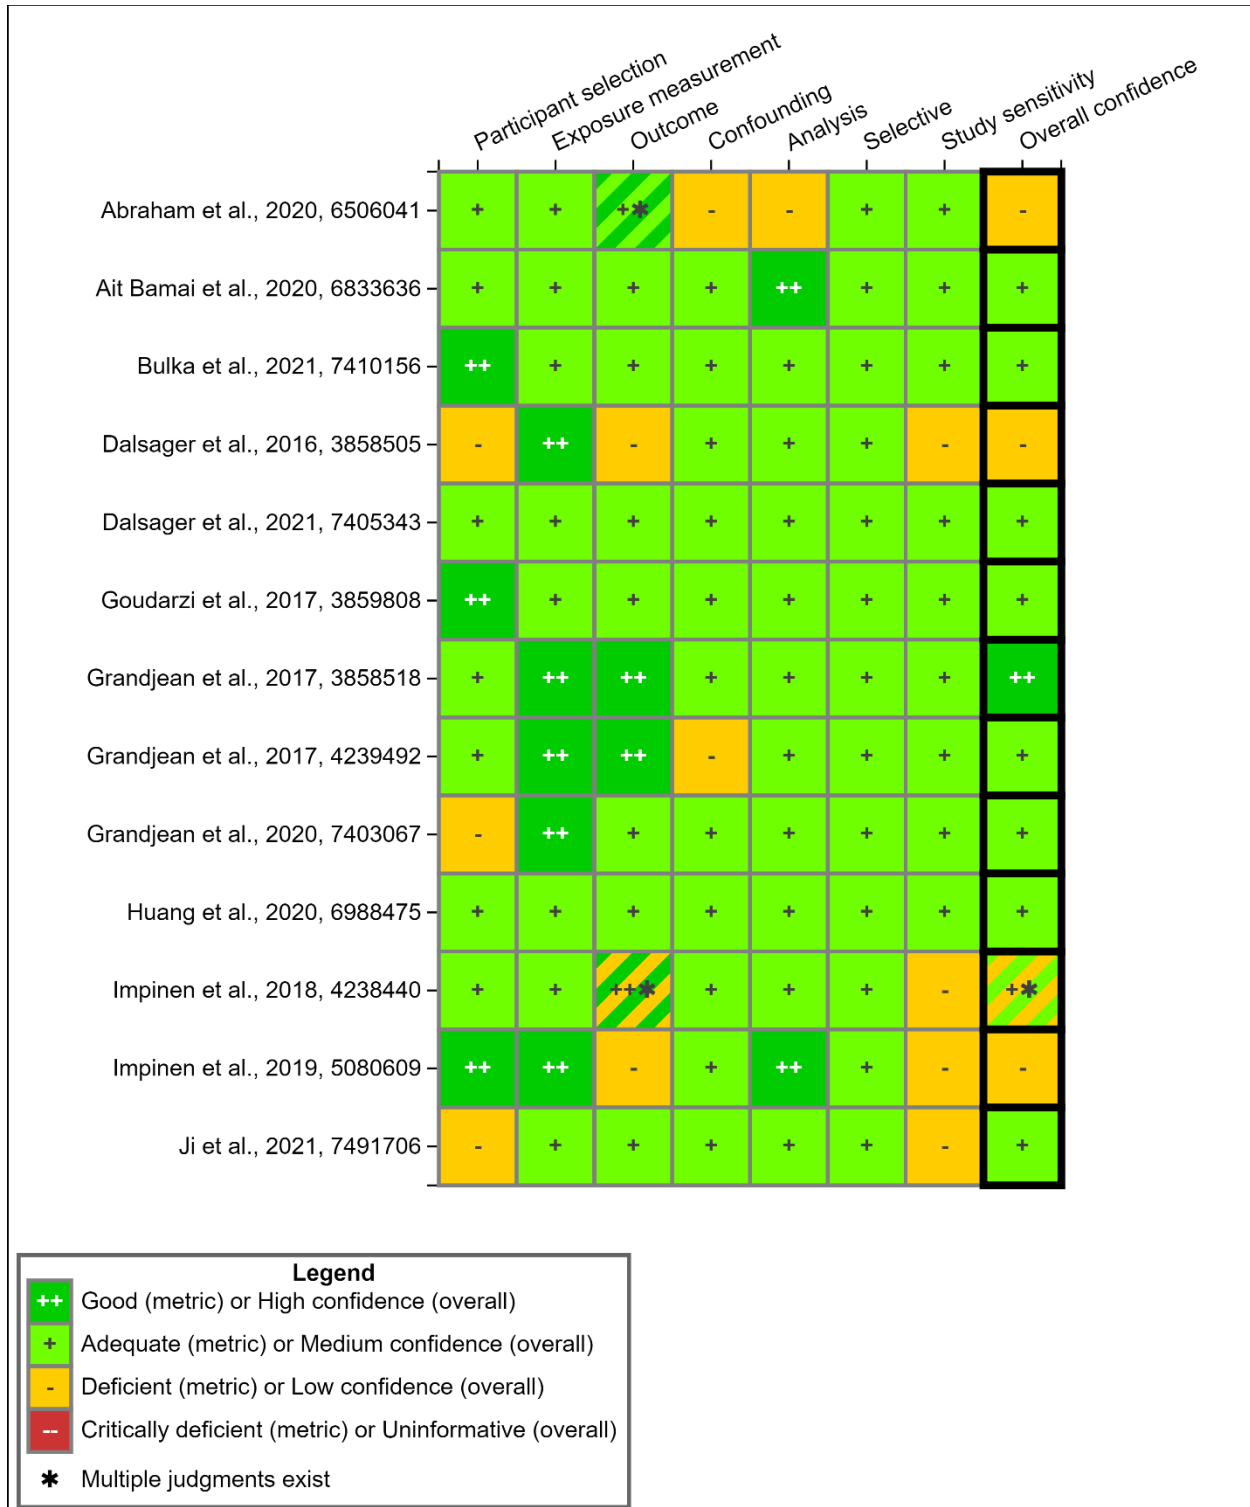 Participant selection
Exposure measurement
Outcome
Confounding
Analysis
Selective
Study sensitivity
Overall confidence
Abraham et al., 2020, 6506041 + + +✱ - - + + -
Ait Bamai et al., 2020, 6833636 + + + + ++ + + +
Bulka et al., 2021, 7410156 ++ + + + + + + +
Dalsager et al., 2016, 3858505 - ++ - + + + - -
Dalsager et al., 2021, 7405343 + + + + + + + +
Goudarzi et al., 2017, 3859808 ++ + + + + + + +
Grandjean et al., 2017, 3858518 + ++ ++ + + + + ++
Grandjean et al., 2017, 4239492 + ++ ++ - + + + +
Grandjean et al., 2020, 7403067 - ++ + + + + + +
Huang et al., 2020, 6988475 + + + + + + + +
Impinen et al., 2018, 4238440 + + ++✱ + + + - +✱
Impinen et al., 2019, 5080609 ++ ++ - + ++ + - -
Ji et al., 2021, 7491706 - + + + + + - +
Legend
++ Good (metric) or High confidence (overall)
+ Adequate (metric) or Medium confidence (overall)
- Deficient (metric) or Low confidence (overall)
-- Critically deficient (metric) or Uninformative (overall)
✱ Multiple judgments exist